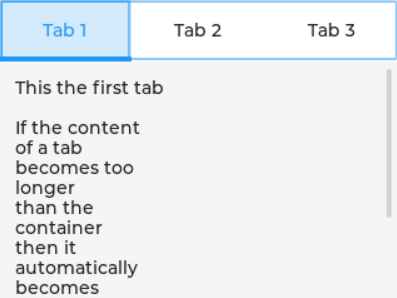 Tab 1 Tab 2 Tab 3
This the first tab
If the content
of a tab
becomes too
longer
than the
container
then it
automatically
becomes